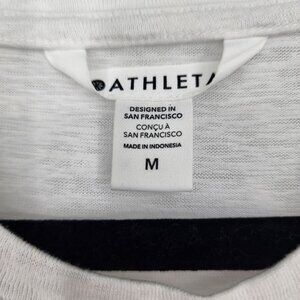 ATHLETA
DESIGNED IN
SAN FRANCISCO
CONÇU À
SAN FRANCISCO
MADE IN INDONESIA
M